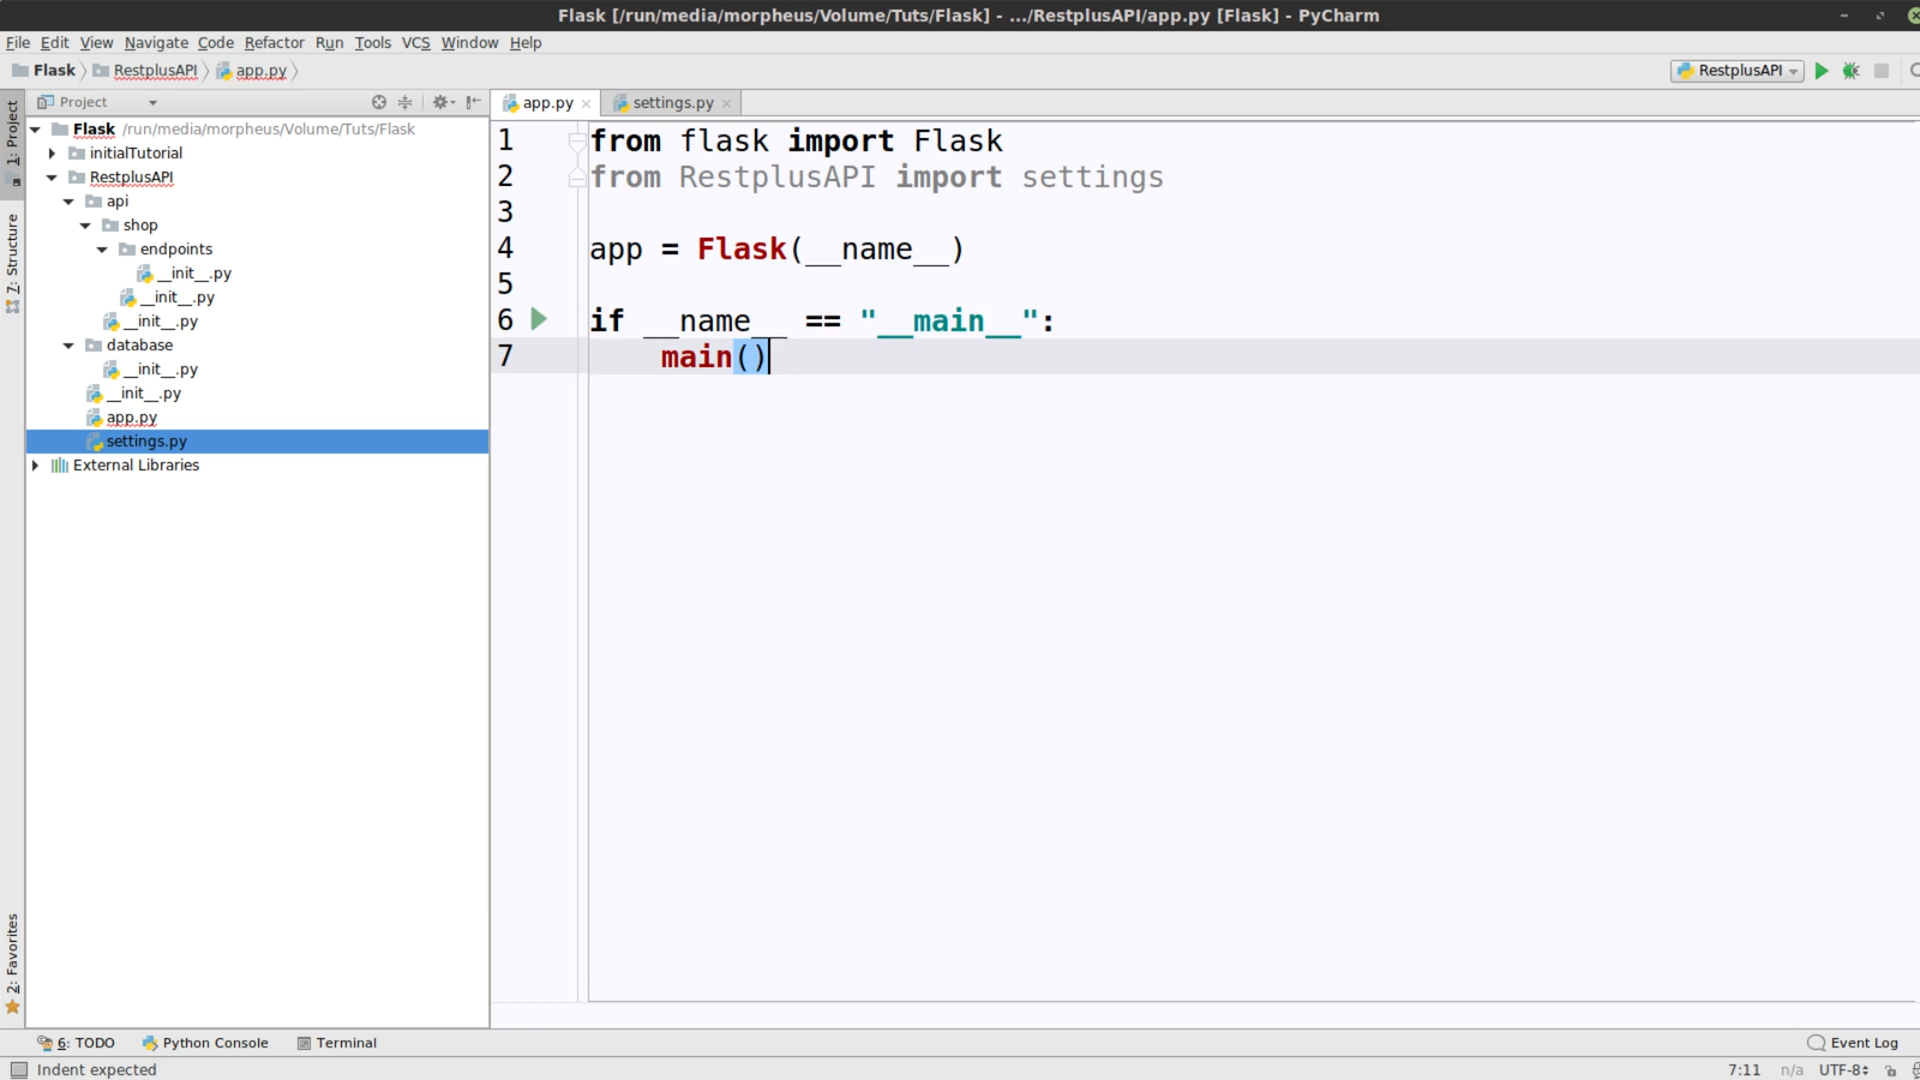 Flask [/run/media/morpheus/Volume/Tuts/Flask] - .../RestplusAPI/app.py [Flask] - PyCharm
File Edit View Navigate Code Refactor Run Tools VCS Window Help
Flask RestplusAPI app.py RestplusAPI
Project
app.py settings.py
1: Project
7: Structure
2: Favorites
Flask /run/media/morpheus/Volume/Tuts/Flask
initialTutorial
RestplusAPI
api
shop
endpoints
__init__.py
__init__.py
__init__.py
database
__init__.py
__init__.py
app.py
settings.py
External Libraries
1 from flask import Flask
2 from RestplusAPI import settings
3
4 app = Flask(__name__)
5
6 if __name__ == "__main__":
7 main()
6: TODO Python Console Terminal Event Log
Indent expected 7:11 n/a UTF-8